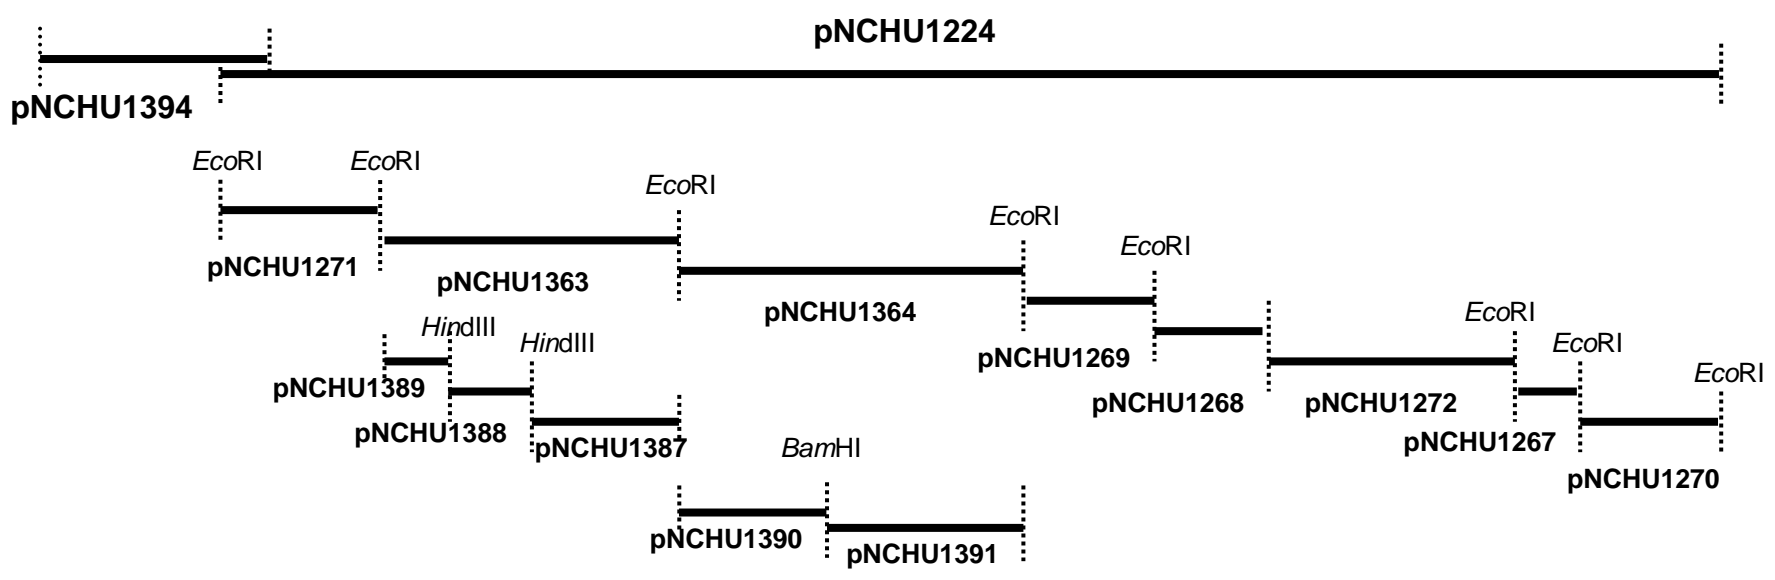 pNCHU1224
pNCHU1394
EcoRI
EcoRI
EcoRI
EcoRI
EcoRI
pNCHU1271
pNCHU1363
pNCHU1364
EcoRI
EcoRI
EcoRI
HindIII
HindIII
pNCHU1269
pNCHU1389
pNCHU1268
pNCHU1272
pNCHU1388
pNCHU1387
pNCHU1267
BamHI
pNCHU1270
pNCHU1390
pNCHU1391